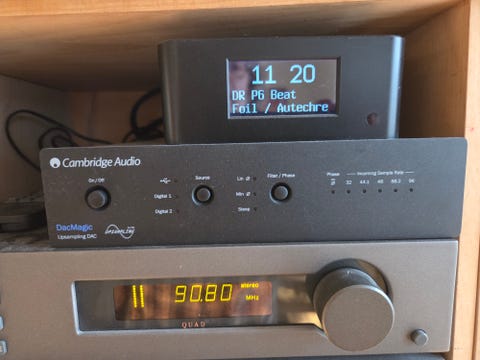 11 20
DR P6 Beat
Foil / Autechre
Cambridge Audio
On / Off
Source
Digital 1
Digital 2
Lin Ø
Min Ø
Steep
Filter / Phase
Phase
Incoming Sample Rate
32 44.1 48 88.2 96
DacMagic
Upsampling DAC
90.80
stereo
MHz
QUAD